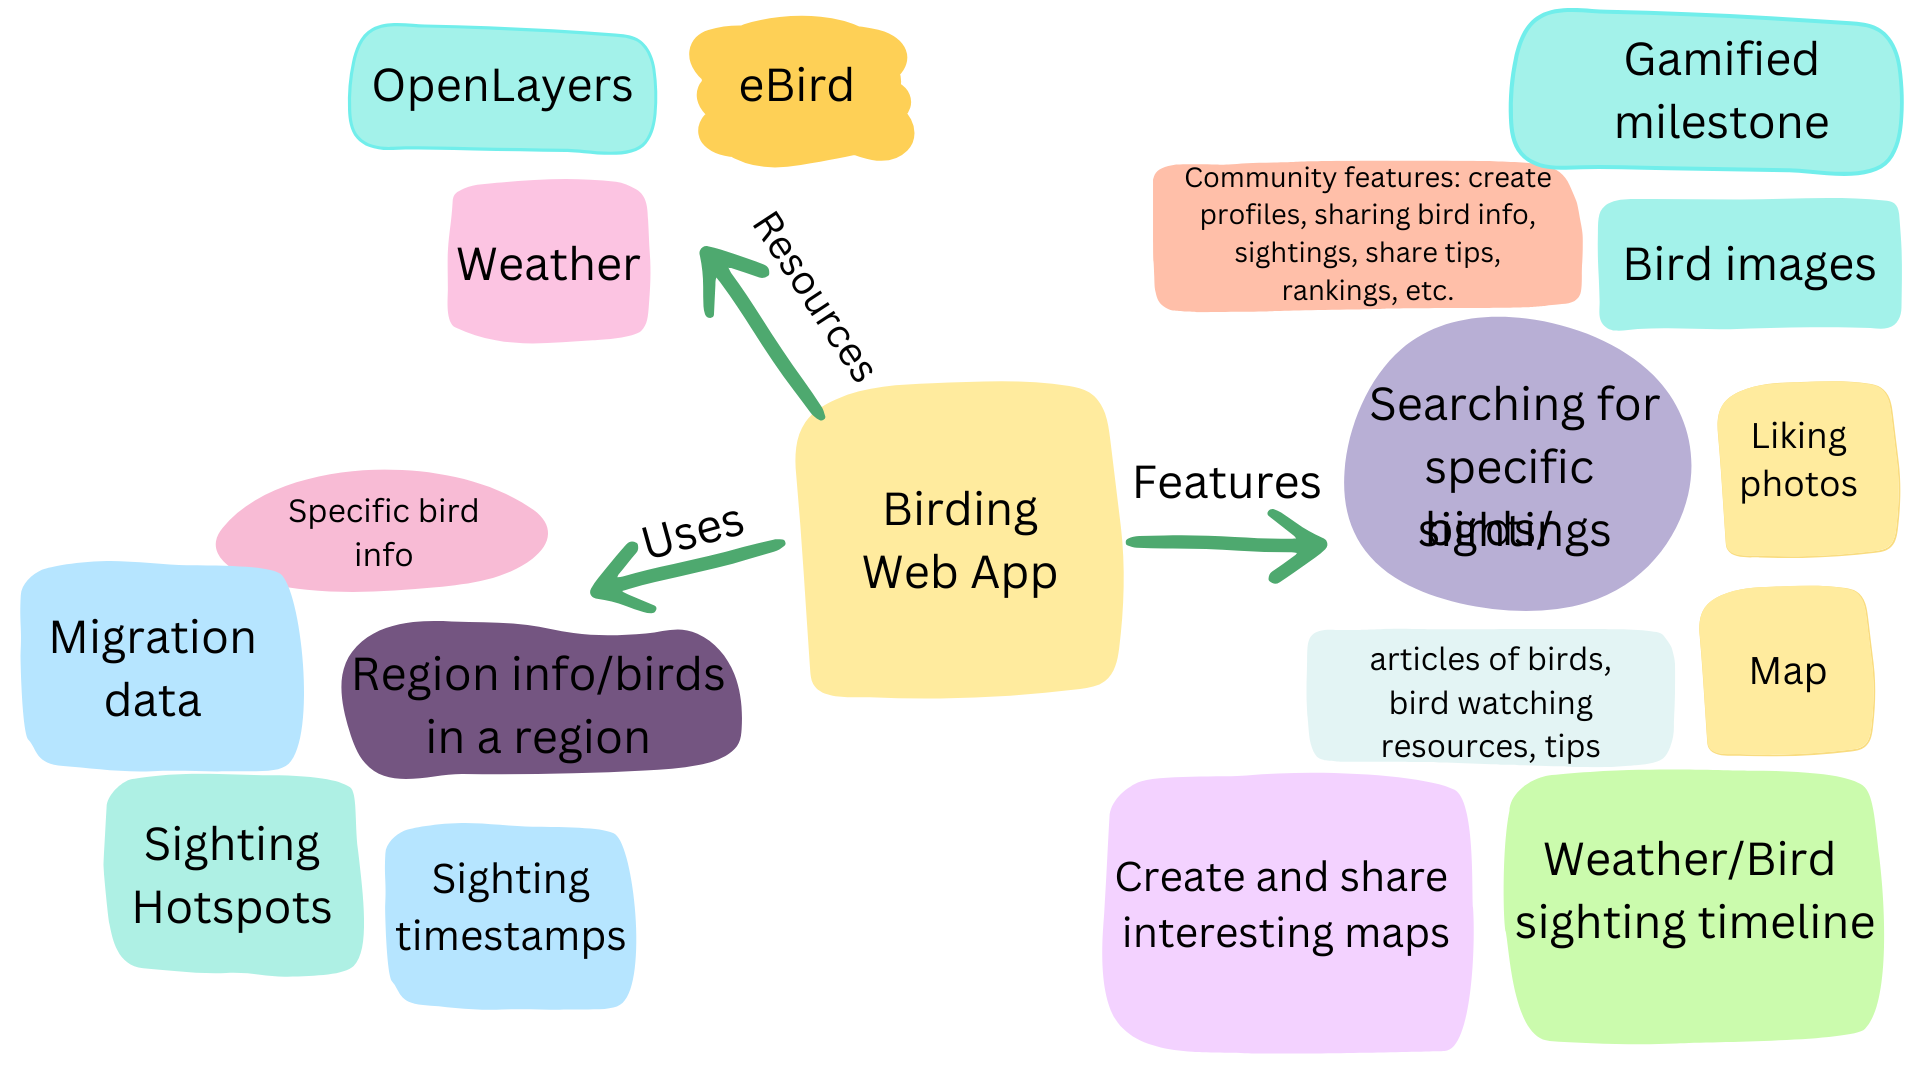 OpenLayers
eBird
Weather
Resources
Gamified
milestone
Community features: create
profiles, sharing bird info,
sightings, share tips,
rankings, etc.
Bird images
Searching for
specific
birds/
sightings
Liking
photos
Features
Birding
Web App
Uses
Specific bird
info
Migration
data
Region info/birds
in a region
Sighting
Hotspots
Sighting
timestamps
articles of birds,
bird watching
resources, tips
Map
Create and share
interesting maps
Weather/Bird
sighting timeline